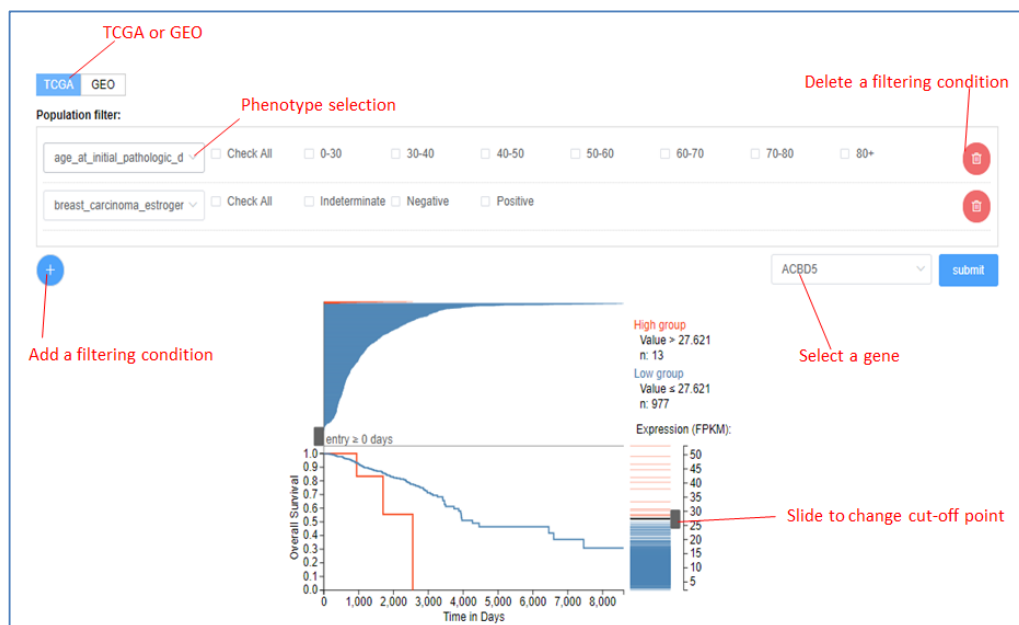 TCGA or GEO
TCGA GEO
Delete a filtering condition
Phenotype selection
Population filter:
age_at_initial_pathologic_d Check All 0-30 30-40 40-50 50-60 60-70 70-80 80+
breast_carcinoma_estroger Check All Indeterminate Negative Positive
+ ACBD5 submit
Add a filtering condition
Select a gene
High group
Value > 27.621
n: 13
Low group
Value ≤ 27.621
n: 977
Expression (FPKM):
entry ≥ 0 days
50
45
40
35
30
25
20
15
10
5
Slide to change cut-off point
Overall Survival
1.0
0.9
0.8
0.7
0.6
0.5
0.4
0.3
0.2
0.1
0.0
0 1,000 2,000 3,000 4,000 5,000 6,000 7,000 8,000
Time in Days